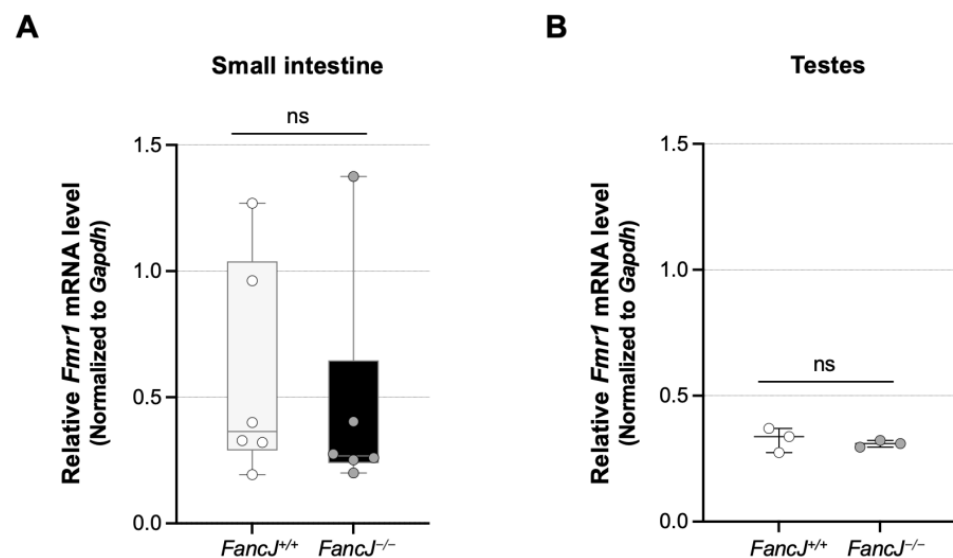 A
Small intestine
ns
1.5
1.0
0.5
0.0
Relative Fmr1 mRNA level
(Normalized to Gapdh)
FancJ+/+
FancJ−/−
B
Testes
ns
1.5
1.0
0.5
0.0
Relative Fmr1 mRNA level
(Normalized to Gapdh)
FancJ+/+
FancJ−/−